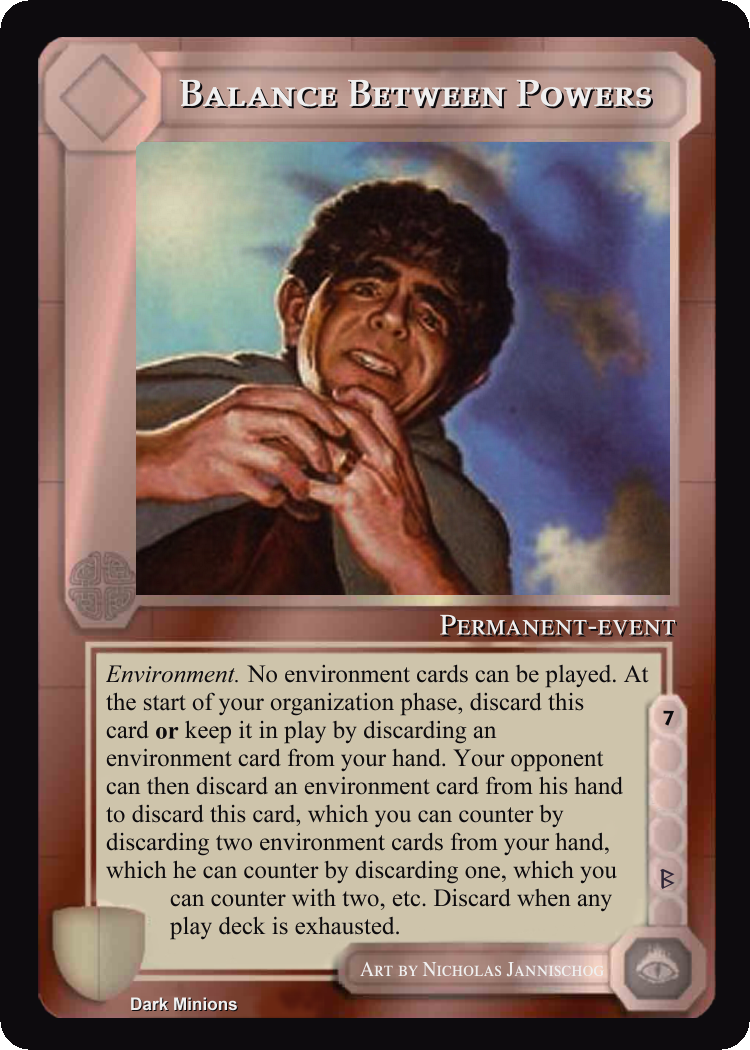 Balance Between Powers
Permanent-event
Environment. No environment cards can be played. At
the start of your organization phase, discard this
card or keep it in play by discarding an
environment card from your hand. Your opponent
can then discard an environment card from his hand
to discard this card, which you can counter by
discarding two environment cards from your hand,
which he can counter by discarding one, which you
can counter with two, etc. Discard when any
play deck is exhausted.
7
B
Art by Nicholas Jannischog
Dark Minions